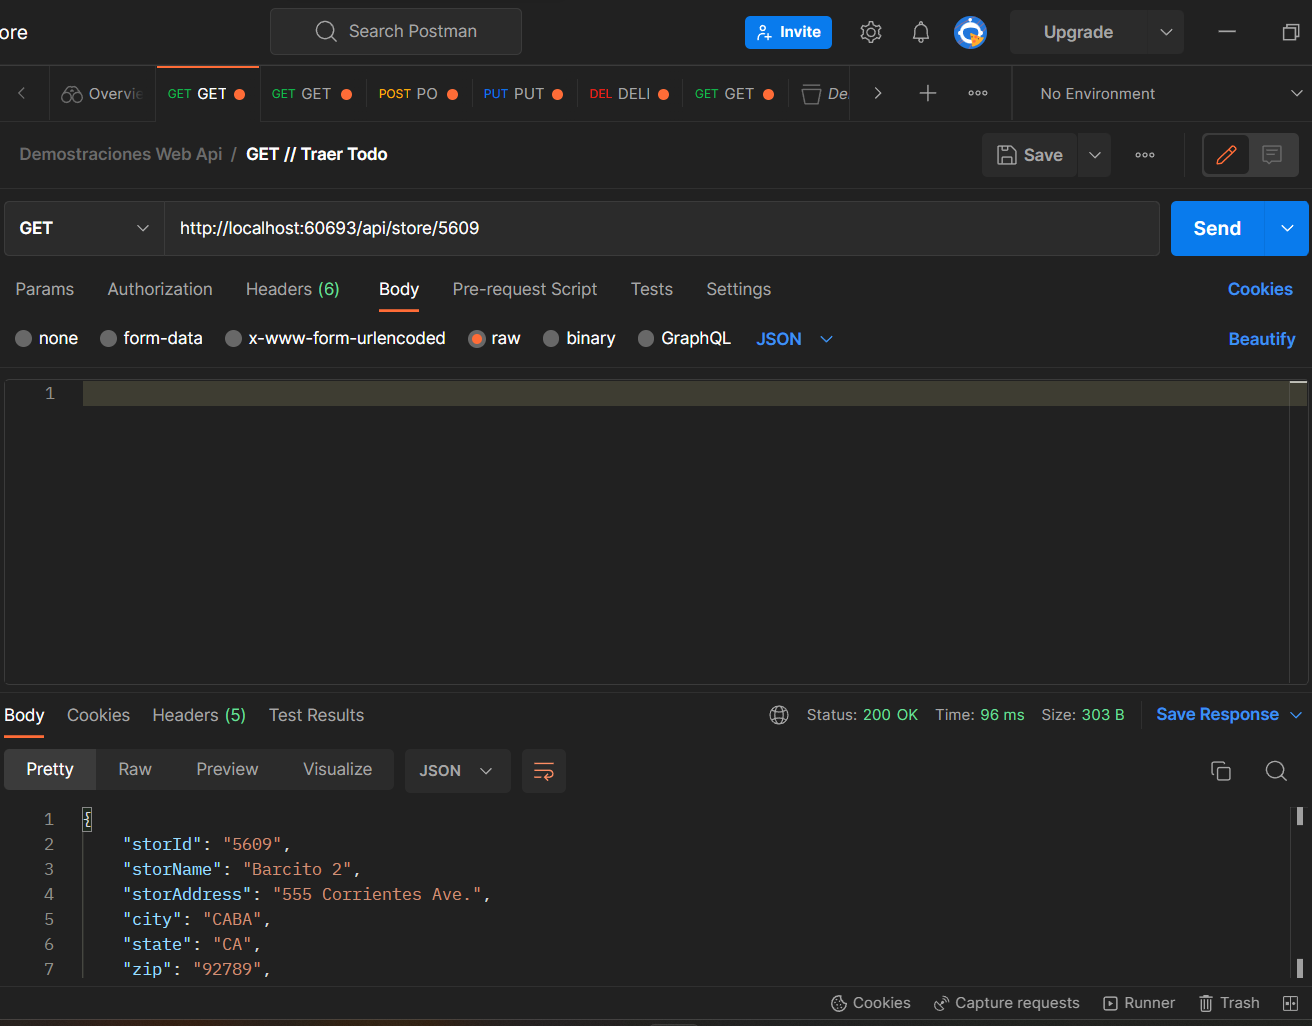 ore
Search Postman
Invite
Upgrade
Overvie
GET GET
GET GET
POST PO
PUT PUT
DEL DELI
GET GET
De
No Environment
Demostraciones Web Api / GET // Traer Todo
Save
GET
http://localhost:60693/api/store/5609
Send
Params
Authorization
Headers (6)
Body
Pre-request Script
Tests
Settings
Cookies
none
form-data
x-www-form-urlencoded
raw
binary
GraphQL
JSON
Beautify
1
Body
Cookies
Headers (5)
Test Results
Status: 200 OK
Time: 96 ms
Size: 303 B
Save Response
Pretty
Raw
Preview
Visualize
JSON
1 {
2 "storId": "5609",
3 "storName": "Barcito 2",
4 "storAddress": "555 Corrientes Ave.",
5 "city": "CABA",
6 "state": "CA",
7 "zip": "92789",
Cookies
Capture requests
Runner
Trash